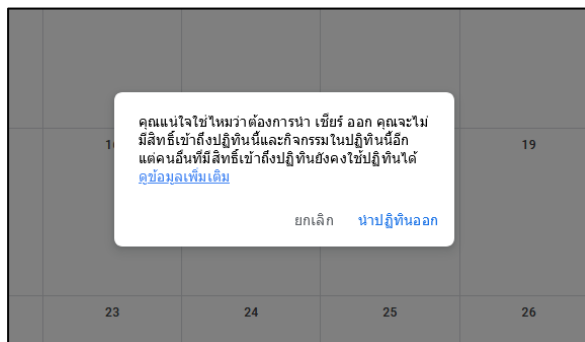 คุณแน่ใจใช่ไหมว่าต้องการนำ เชียร์ ออก คุณจะไม่
มีสิทธิ์เข้าถึงปฏิทินนี้และกิจกรรมในปฏิทินนี้อีก
แต่คนอื่นที่มีสิทธิ์เข้าถึงปฏิทินยังคงใช้ปฏิทินได้
ดูข้อมูลเพิ่มเติม
19
ยกเลิก นำปฏิทินออก
23 24 25 26